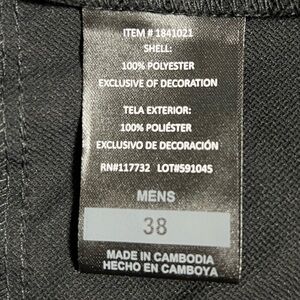 ITEM # 1841021
SHELL:
100% POLYESTER
EXCLUSIVE OF DECORATION
TELA EXTERIOR:
100% POLIÉSTER
EXCLUSIVO DE DECORACIÓN
RN#117732 LOT#591045
MENS
38
MADE IN CAMBODIA
HECHO EN CAMBOYA